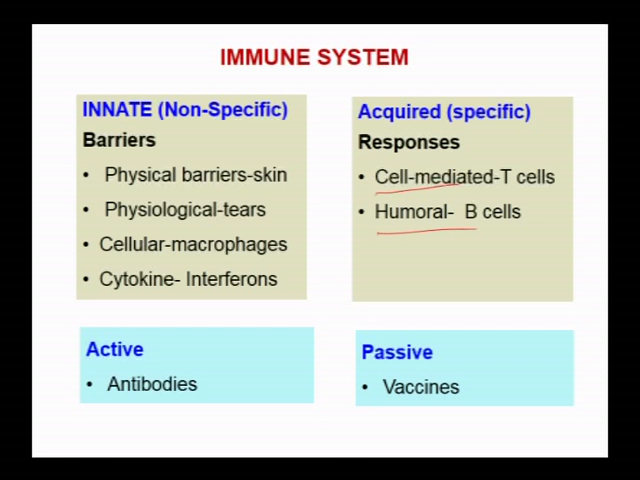 IMMUNE SYSTEM
INNATE (Non-Specific)
Barriers
• Physical barriers-skin
• Physiological-tears
• Cellular-macrophages
• Cytokine- Interferons
Acquired (specific)
Responses
• Cell-mediated-T cells
• Humoral- B cells
Active
• Antibodies
Passive
• Vaccines